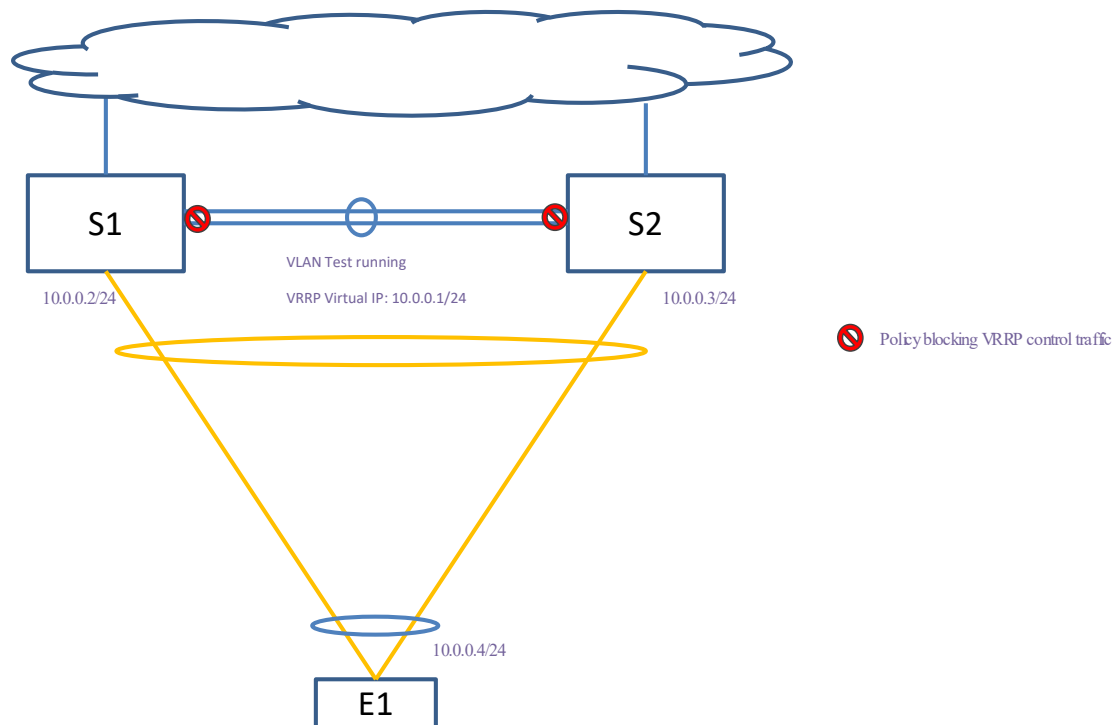 S1
S2
VLAN Test running
10.0.0.2/24
VRRP Virtual IP: 10.0.0.1/24
10.0.0.3/24
Policy blocking VRRP control traffic
10.0.0.4/24
E1